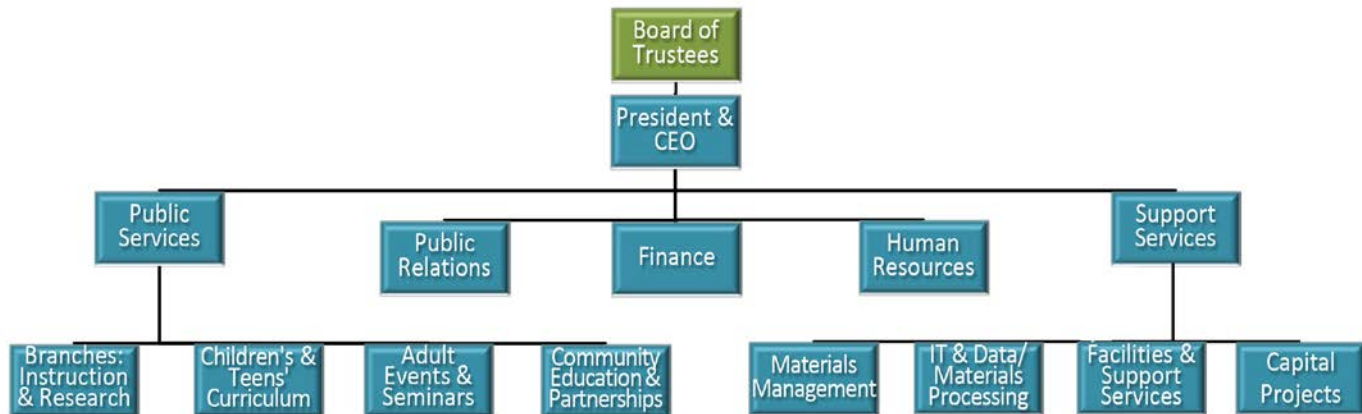 Board of
Trustees
President &
CEO
Public
Services
Public
Relations
Finance
Human
Resources
Support
Services
Branches:
Instruction
& Research
Children's &
Teens'
Curriculum
Adult
Events &
Seminars
Community
Education &
Partnerships
Materials
Management
IT & Data/
Materials
Processing
Facilities &
Support
Services
Capital
Projects